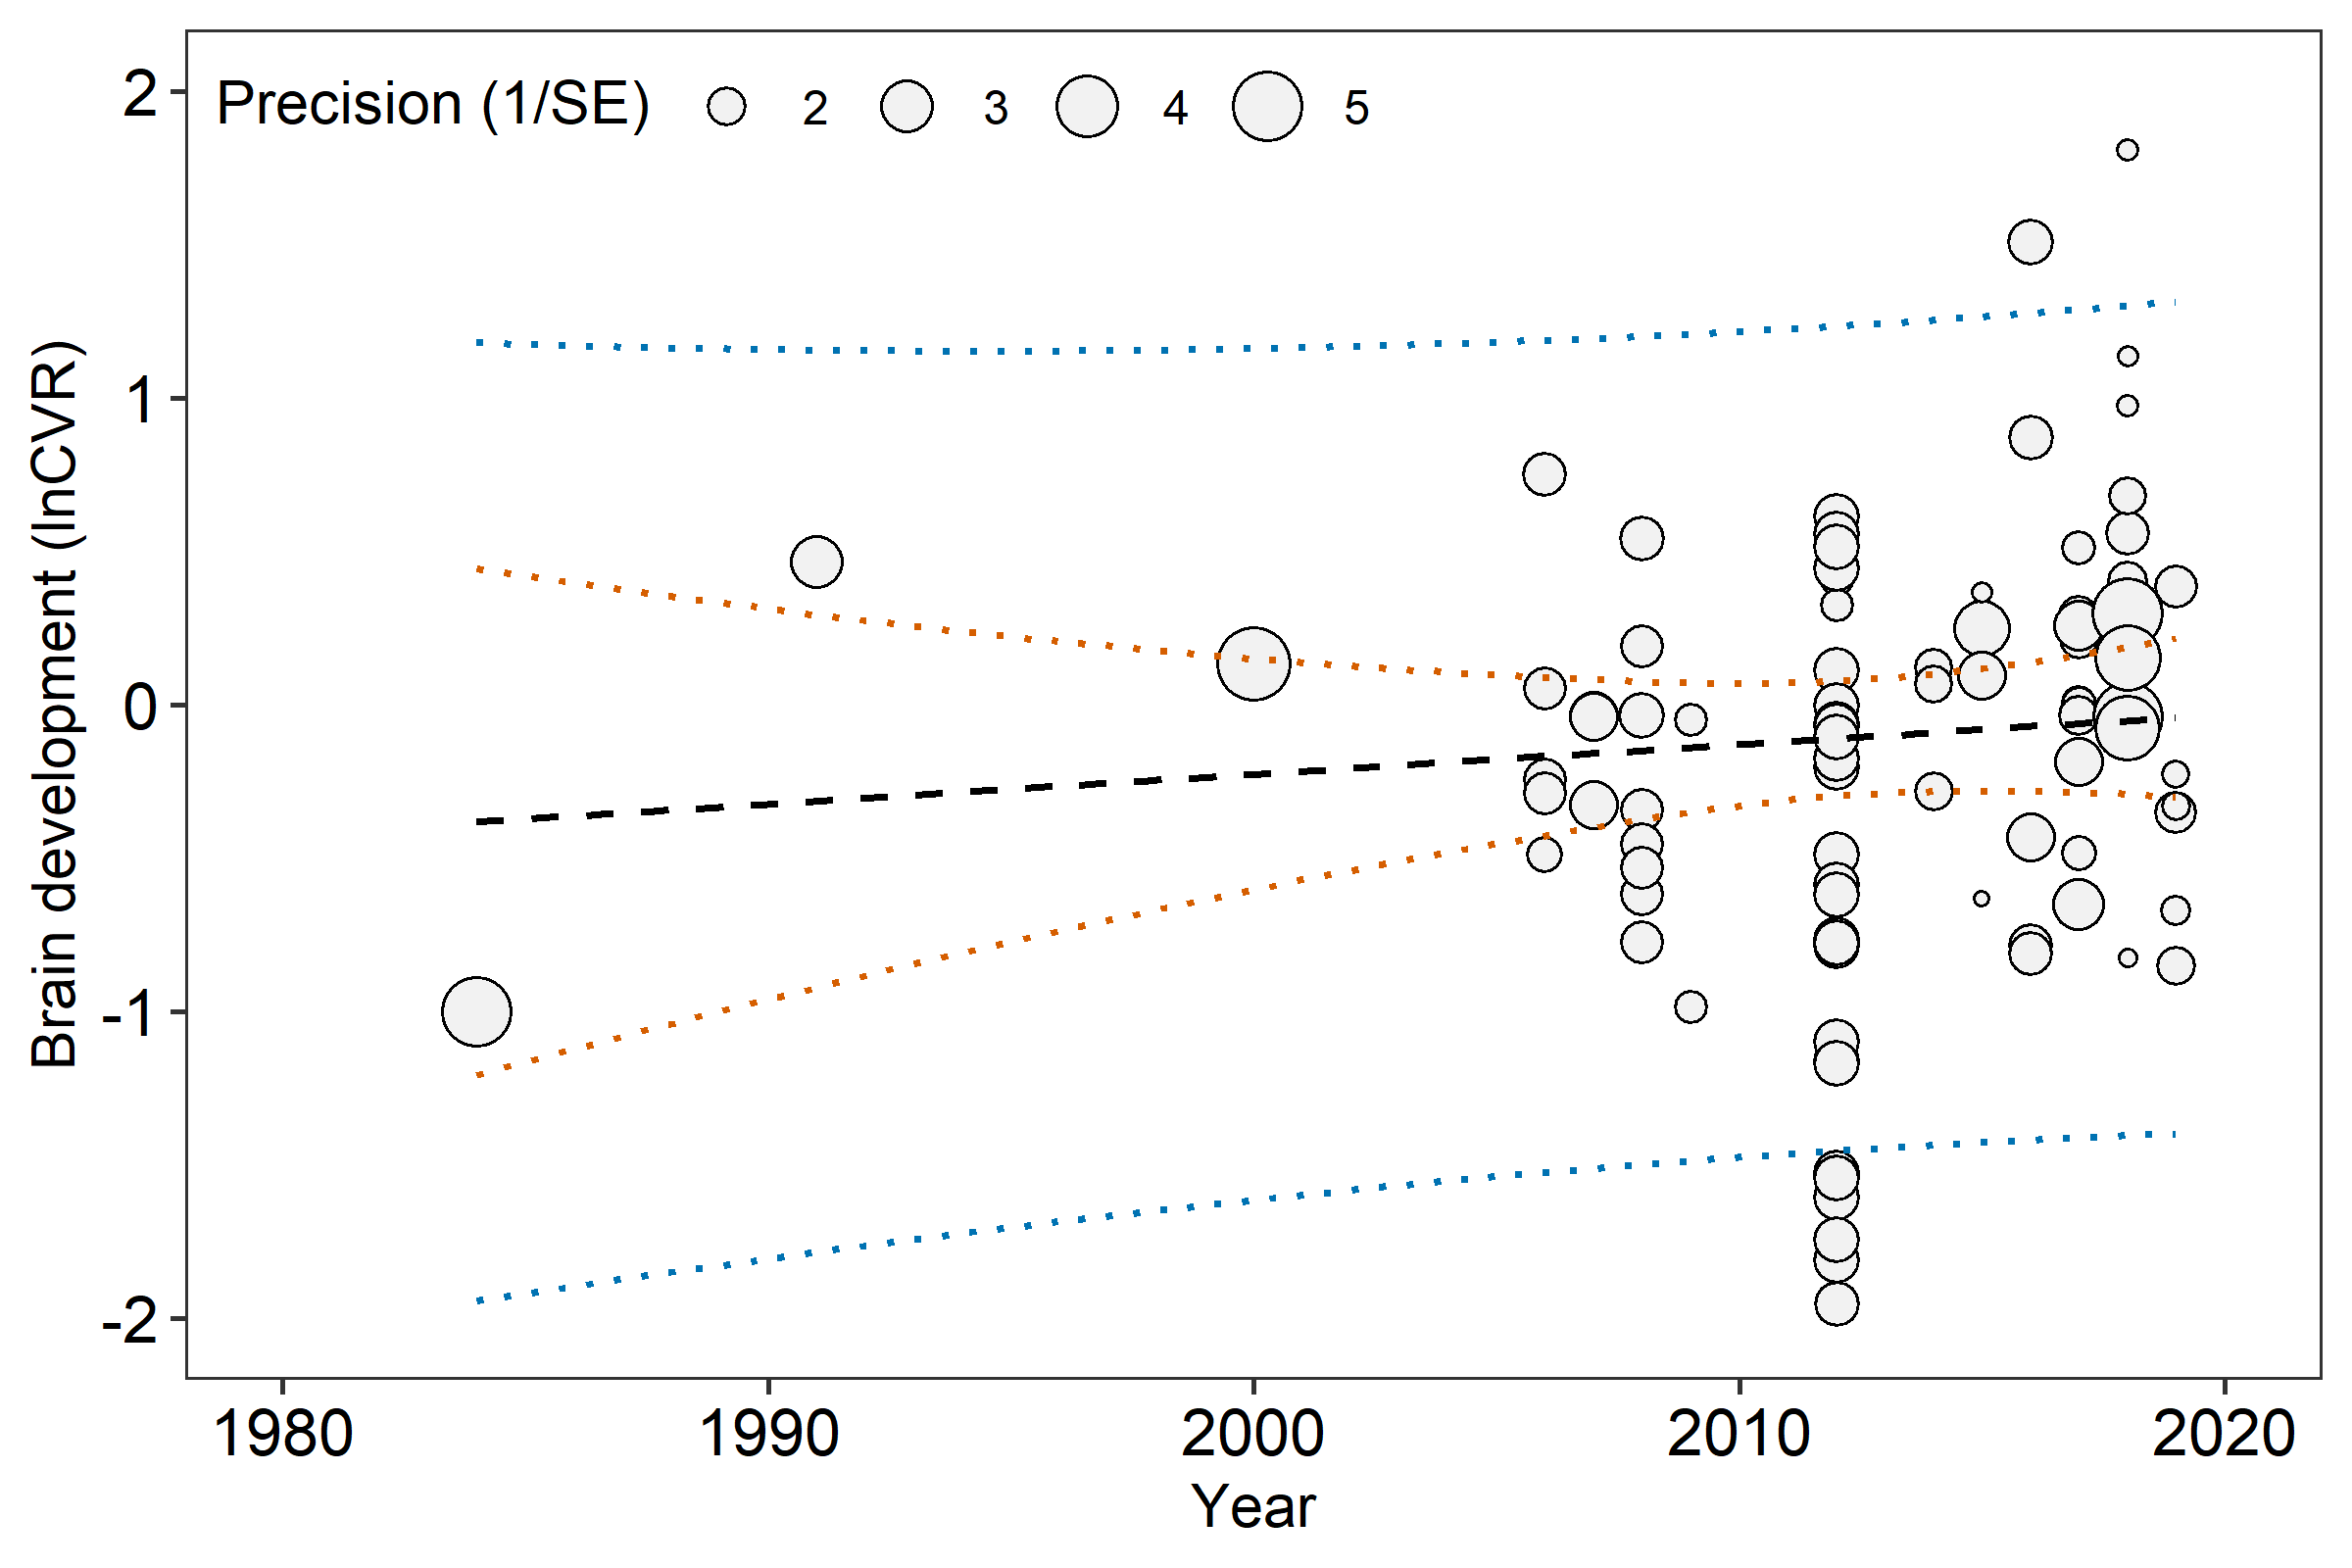 Precision (1/SE) 2 3 4 5
Brain development (lnCVR)
2
1
0
-1
-2
1980 1990 2000 2010 2020
Year